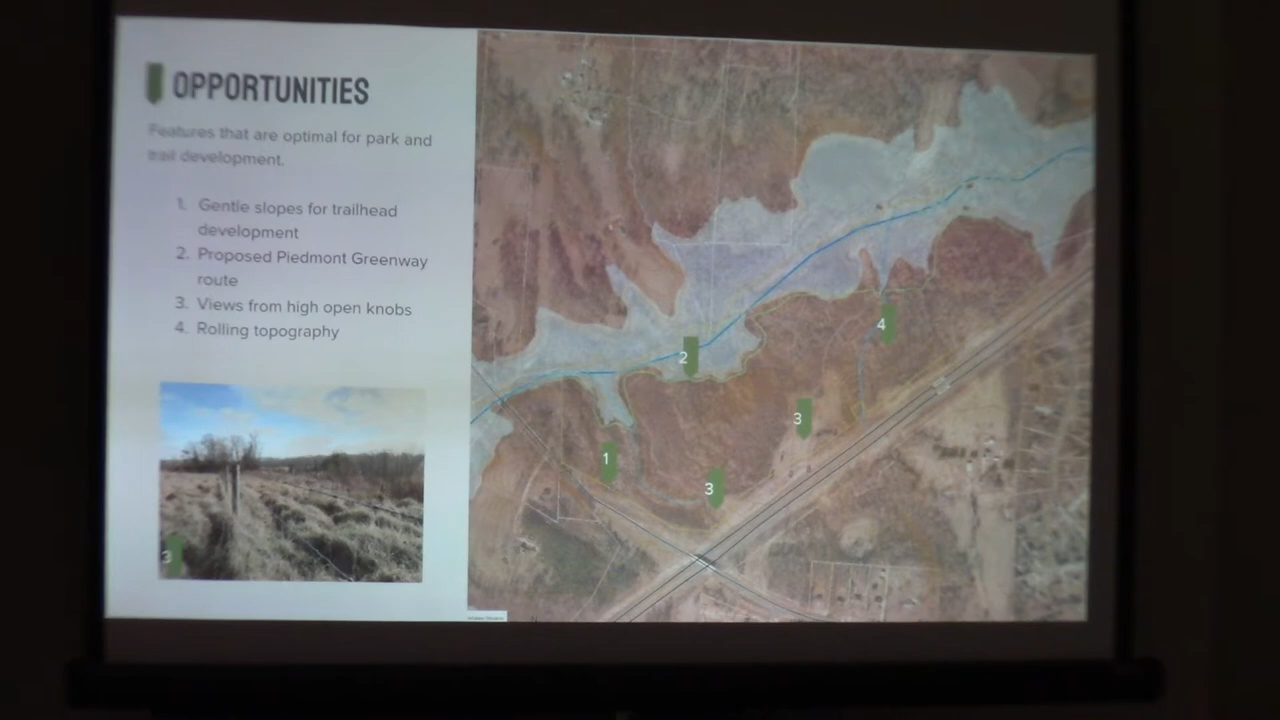 OPPORTUNITIES
Features that are optimal for park and
trail development.
1. Gentle slopes for trailhead
development
2. Proposed Piedmont Greenway
route
3. Views from high open knobs
4. Rolling topography
4
2
3
1
3
3